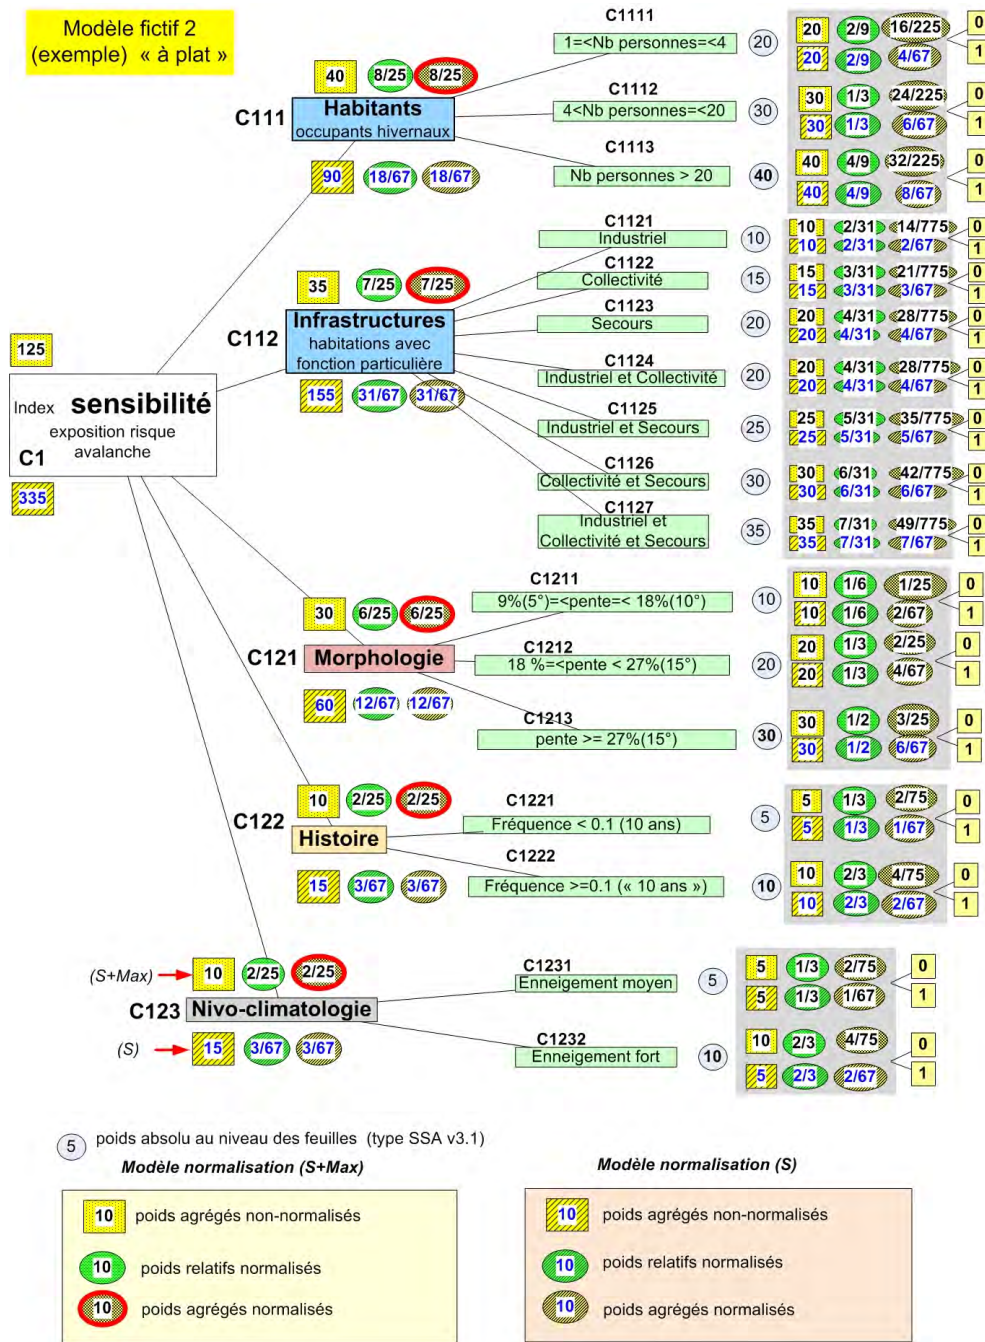 Modèle fictif 2
(exemple) « à plat »
C1111
1=<Nb personnes=<4
20
20 2/9 16/225
20 2/9 4/67
0
1
40 8/25 8/25
C111
Habitants
occupants hivernaux
90 18/67 18/67
C1112
4<Nb personnes=<20
30
30 1/3 24/225
30 1/3 6/67
0
1
C1113
Nb personnes > 20
40
40 4/9 32/225
40 4/9 8/67
0
1
C1121
Industriel
10
10 2/31 14/775
10 2/31 2/67
0
1
C1122
Collectivité
15
15 3/31 21/775
15 3/31 3/67
0
1
35 7/25 7/25
C112
Infrastructures
habitations avec
fonction particulière
155 31/67 31/67
C1123
Secours
20
20 4/31 28/775
20 4/31 4/67
0
1
C1124
Industriel et Collectivité
20
20 4/31 28/775
20 4/31 4/67
0
1
C1125
Industriel et Secours
25
25 5/31 35/775
25 5/31 5/67
0
1
C1126
Collectivité et Secours
30
30 6/31 42/775
30 6/31 6/67
0
1
C1127
Industriel et
Collectivité et Secours
35
35 7/31 49/775
35 7/31 7/67
0
1
125
Index sensibilité
exposition risque
avalanche
C1
335
C1211
9%(5°)=<pente=< 18%(10°)
10
10 1/6 1/25
10 1/6 2/67
0
1
30 6/25 6/25
C121
Morphologie
60 12/67 12/67
C1212
18 %=<pente < 27%(15°)
20
20 1/3 2/25
20 1/3 4/67
0
1
C1213
pente >= 27%(15°)
30
30 1/2 3/25
30 1/2 6/67
0
1
10 2/25 2/25
C122
Histoire
15 3/67 3/67
C1221
Fréquence < 0.1 (10 ans)
5
5 1/3 2/75
5 1/3 1/67
0
1
C1222
Fréquence >=0.1 (« 10 ans »)
10
10 2/3 4/75
10 2/3 2/67
0
1
(S+Max)
10 2/25 2/25
C123
Nivo-climatologie
(S)
15 3/67 3/67
C1231
Enneigement moyen
5
5 1/3 2/75
5 1/3 1/67
0
1
C1232
Enneigement fort
10
10 2/3 4/75
5 2/3 2/67
0
1
5 poids absolu au niveau des feuilles (type SSA v3.1)
Modèle normalisation (S+Max)
10 poids agrégés non-normalisés
10 poids relatifs normalisés
10 poids agrégés normalisés
Modèle normalisation (S)
10 poids agrégés non-normalisés
10 poids relatifs normalisés
10 poids agrégés normalisés